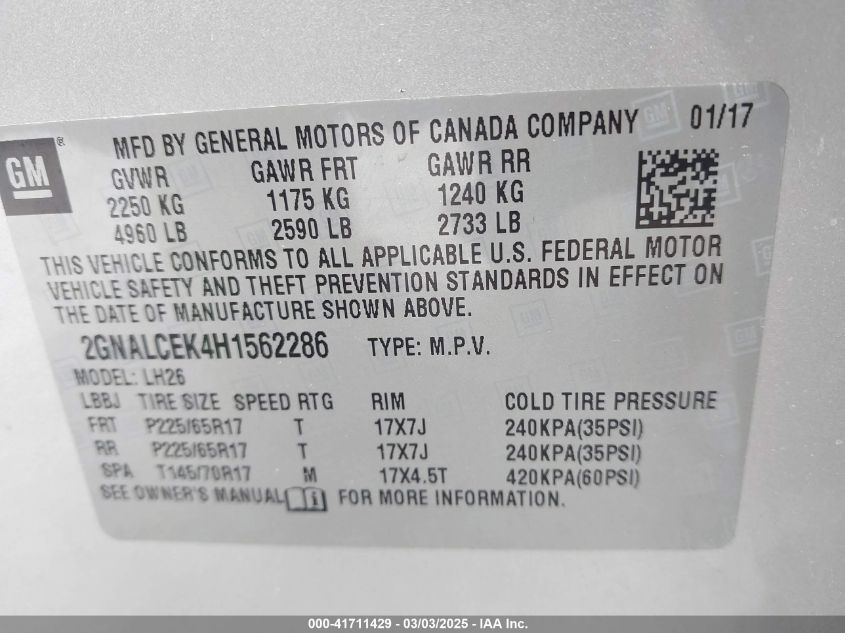 MFD BY GENERAL MOTORS OF CANADA COMPANY 01/17
GM®
GVWR GAWR FRT GAWR RR
2250 KG 1175 KG 1240 KG
4960 LB 2590 LB 2733 LB
THIS VEHICLE CONFORMS TO ALL APPLICABLE U.S. FEDERAL MOTOR
VEHICLE SAFETY AND THEFT PREVENTION STANDARDS IN EFFECT ON
THE DATE OF MANUFACTURE SHOWN ABOVE.
2GNALCEK4H1562286 TYPE: M.P.V.
MODEL: LH26
LBBJ TIRE SIZE SPEED RTG RIM COLD TIRE PRESSURE
FRT P225/65R17 T 17X7J 240KPA(35PSI)
RR P225/65R17 T 17X7J 240KPA(35PSI)
SPA T145/70R17 M 17X4.5T 420KPA(60PSI)
SEE OWNER'S MANUAL FOR MORE INFORMATION.
000-41711429 - 03/03/2025 - IAA Inc.